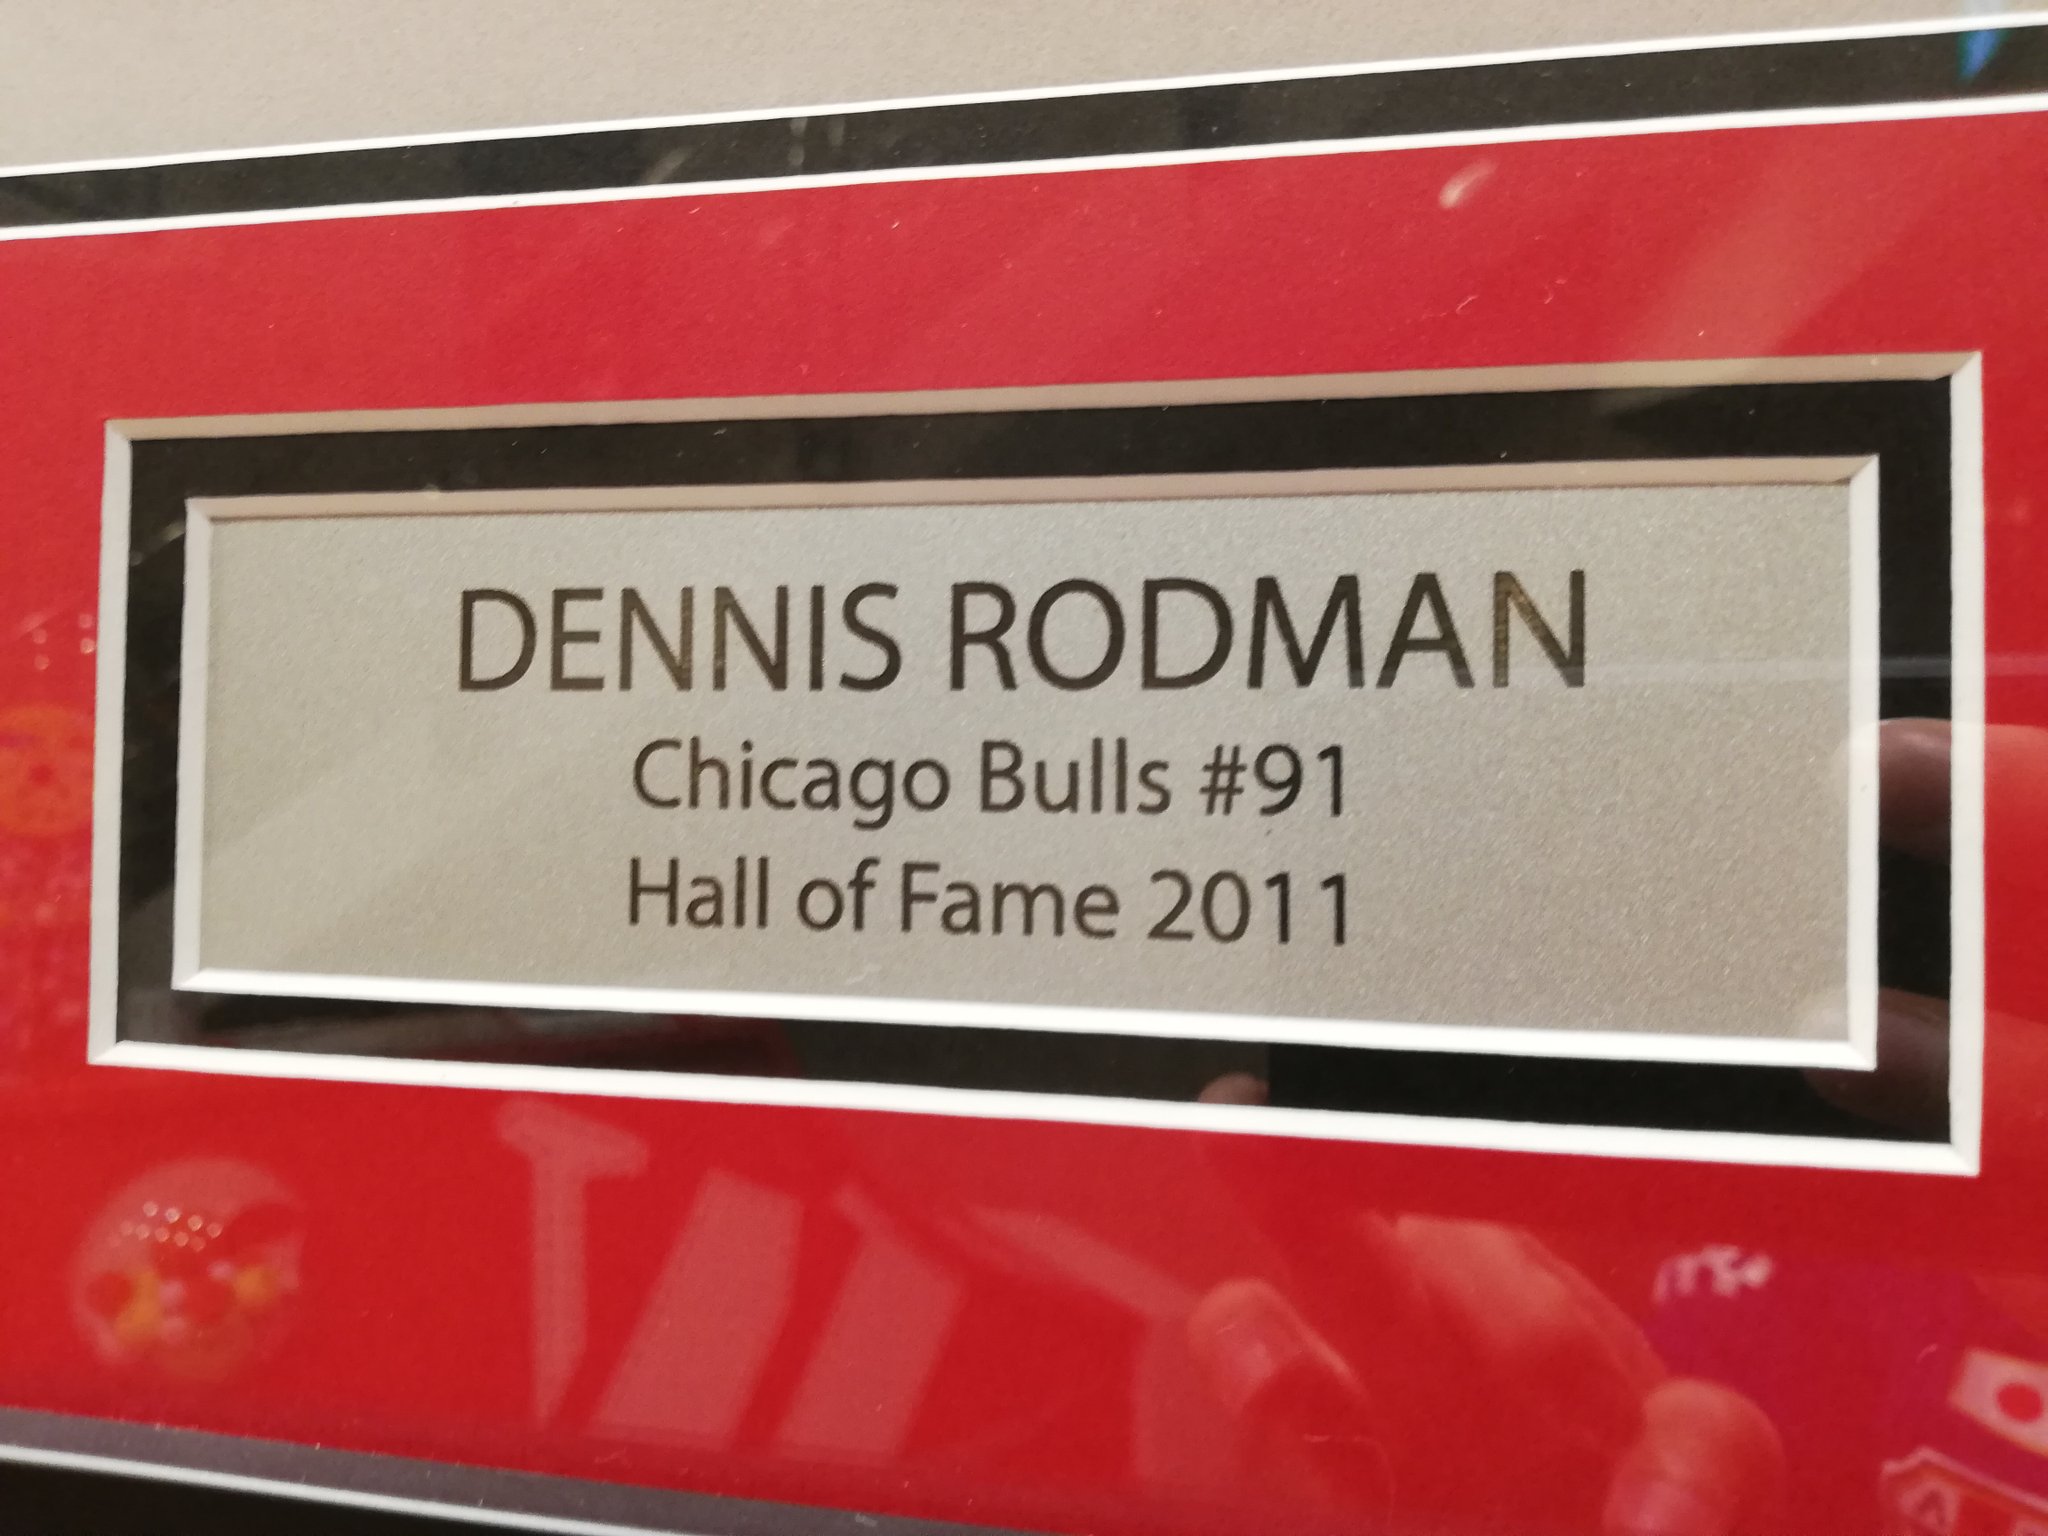 DENNIS RODMAN
Chicago Bulls #91
Hall of Fame 2011